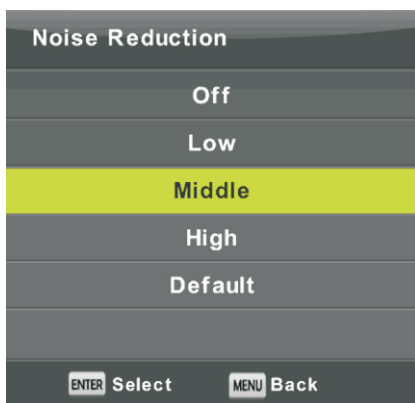 Noise Reduction
Off
Low
Middle
High
Default
ENTER Select MENU Back